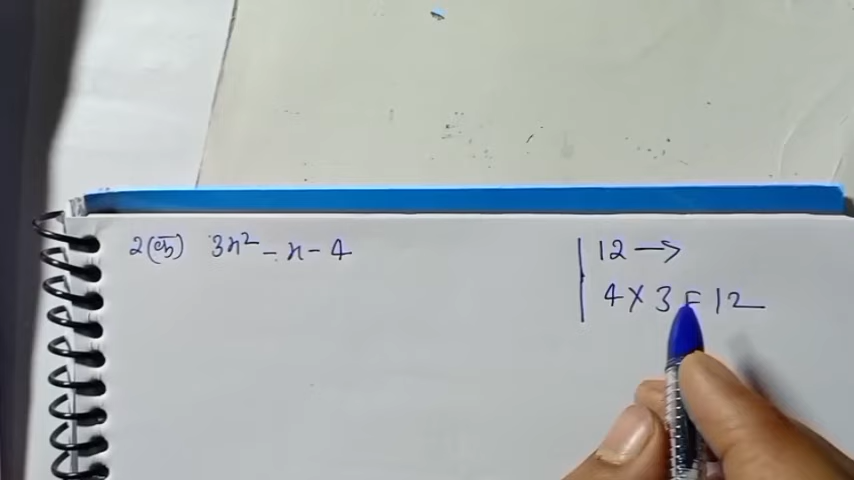 2(क) 3x² - x - 4
12 →
4 × 3 = 12